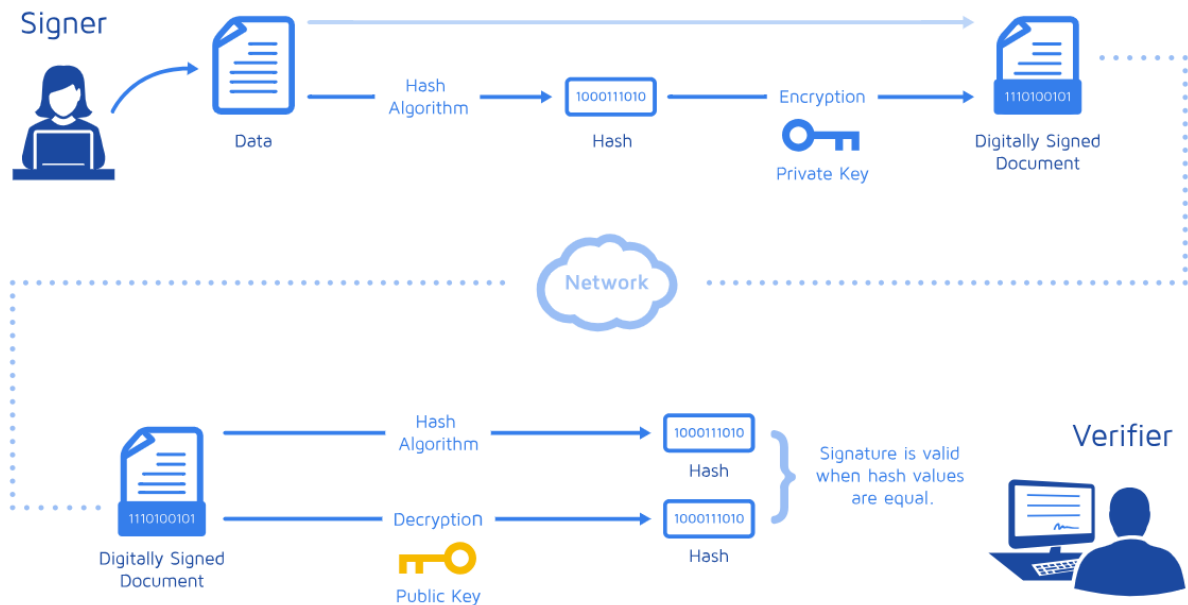 Signer
Data
Hash
Algorithm
1000111010
Hash
Encryption
Private Key
1110100101
Digitally Signed
Document
Network
1110100101
Digitally Signed
Document
Hash
Algorithm
1000111010
Hash
Decryption
Public Key
1000111010
Hash
Signature is valid
when hash values
are equal.
Verifier